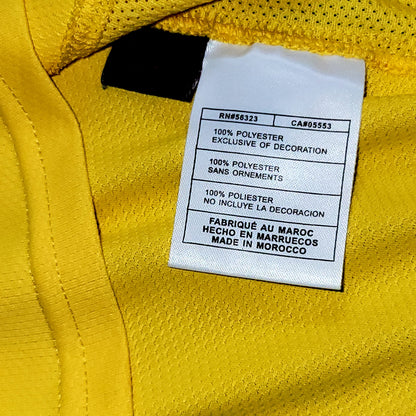 RN#56323 CA#05553
100% POLYESTER
EXCLUSIVE OF DECORATION
100% POLYESTER
SANS ORNEMENTS
100% POLIESTER
NO INCLUYE LA DECORACION
FABRIQUÉ AU MAROC
HECHO EN MARRUECOS
MADE IN MOROCCO